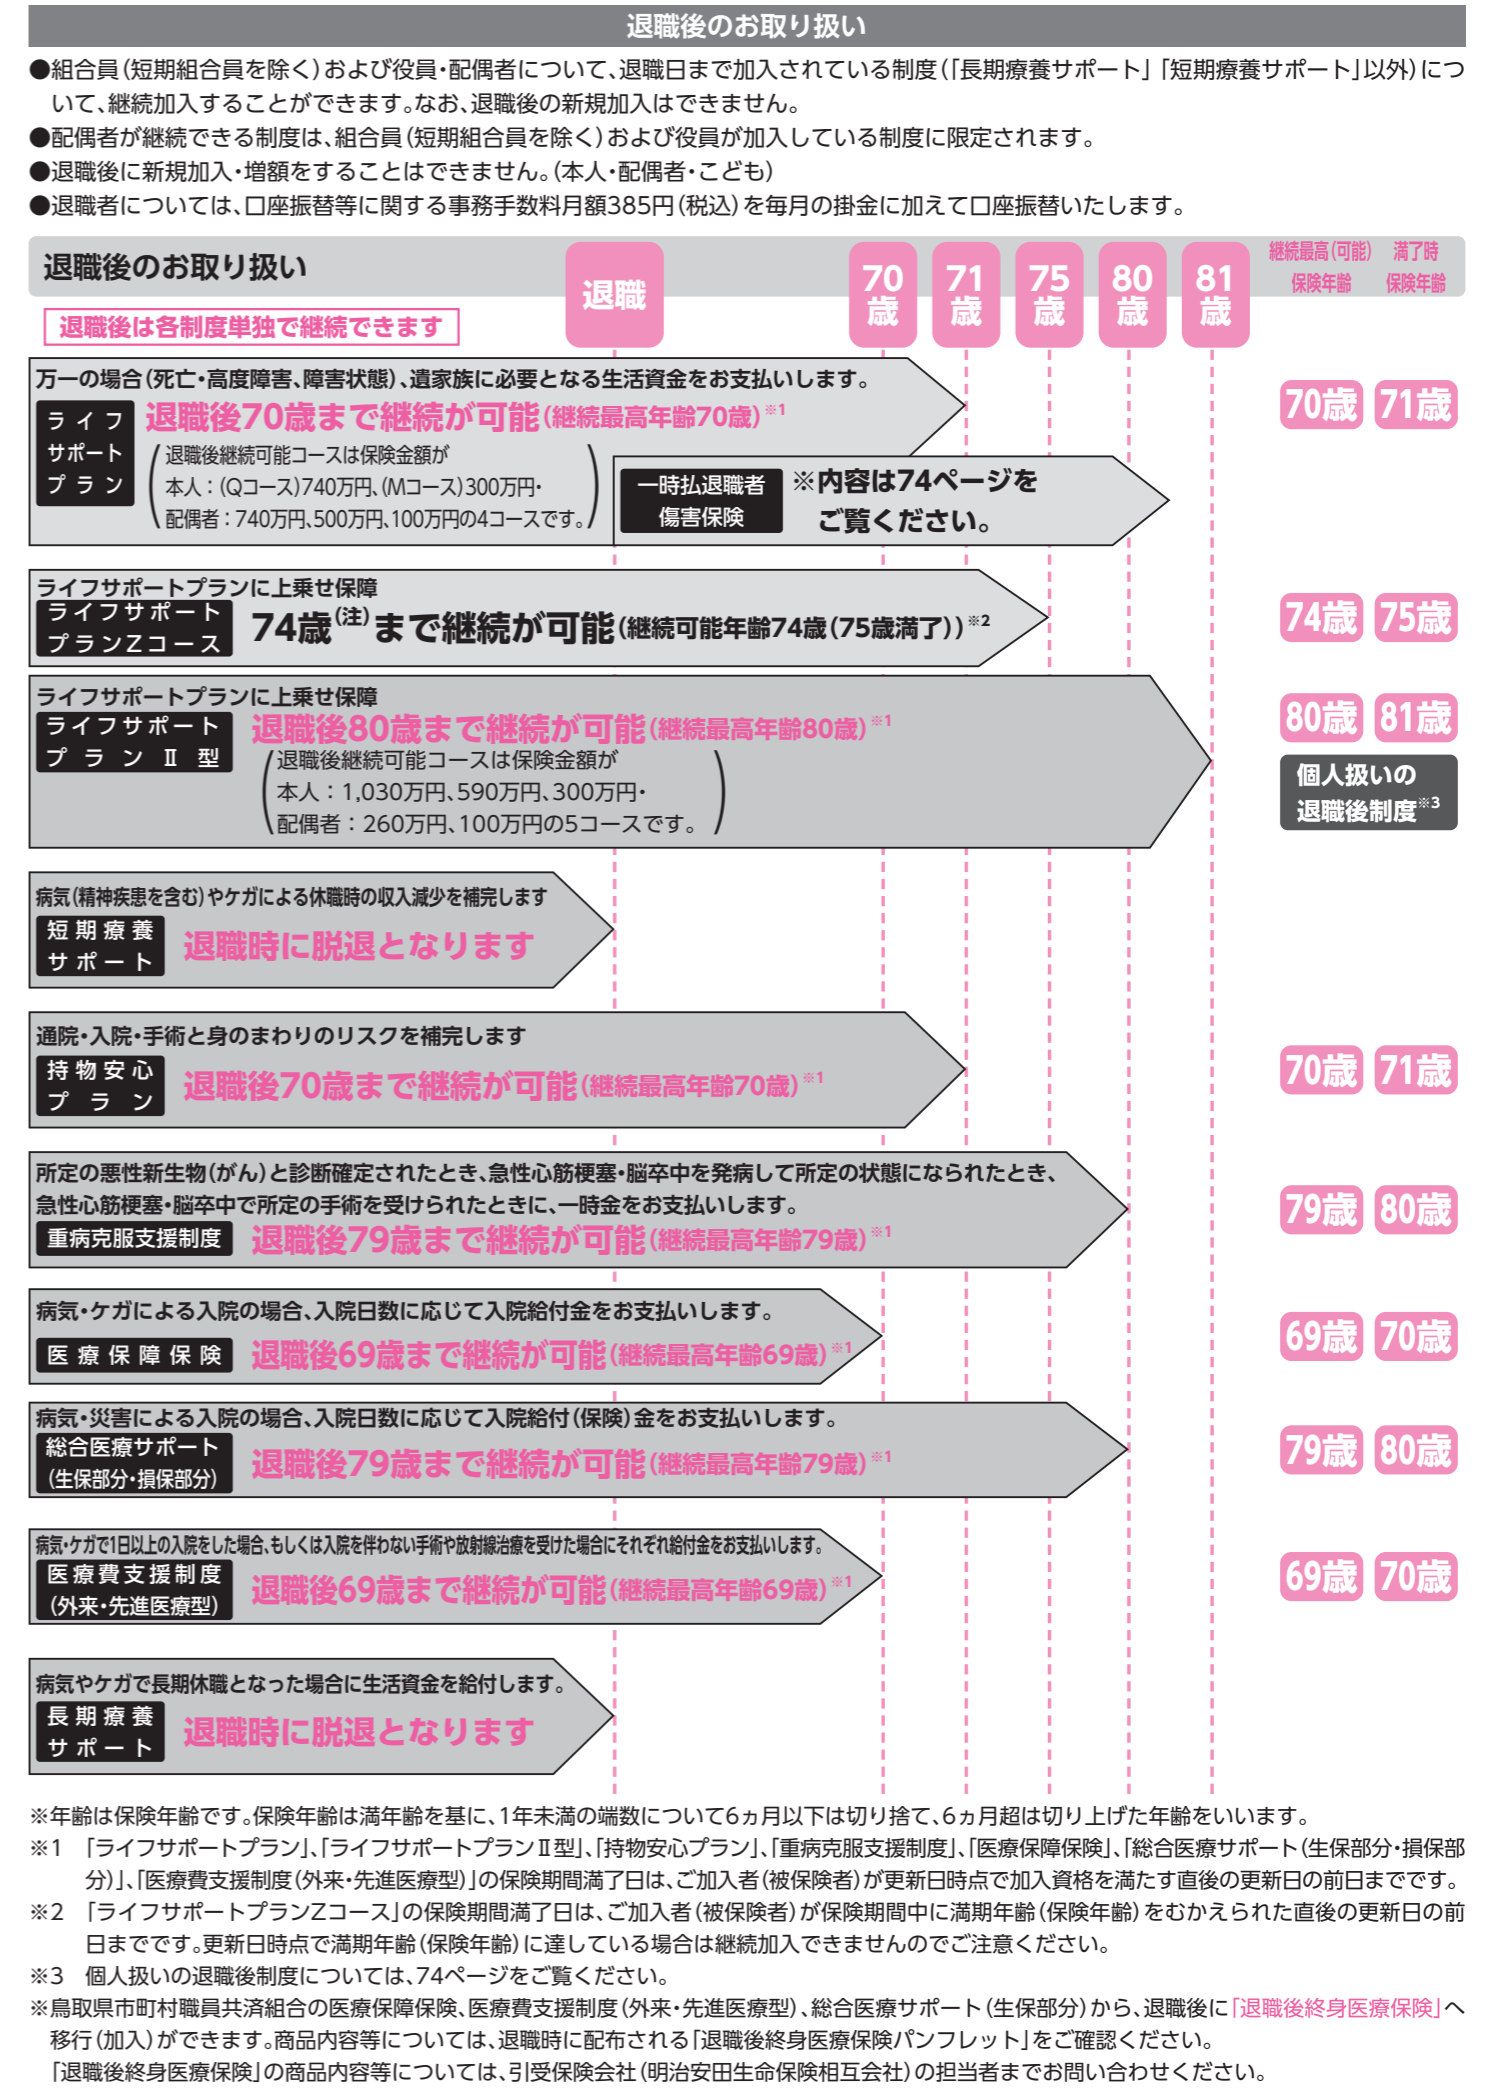 退職後のお取り扱い
●組合員(短期組合員を除く)および役員・配偶者について、退職日まで加入されている制度(「長期療養サポート」「短期療養サポート」以外)につ
いて、継続加入することができます。なお、退職後の新規加入はできません。
●配偶者が継続できる制度は、組合員(短期組合員を除く)および役員が加入している制度に限定されます。
●退職後に新規加入・増額をすることはできません。(本人・配偶者・こども)
●退職者については、口座振替等に関する事務手数料月額385円(税込)を毎月の掛金に加えて口座振替いたします。
退職後のお取り扱い
退職後は各制度単独で継続できます
退職
70歳
71歳
75歳
80歳
81歳
継続最高(可能)保険年齢
満了時保険年齢
万一の場合(死亡・高度障害、障害状態)、遺家族に必要となる生活資金をお支払いします。
ライフ
サポート
プラン
退職後70歳まで継続が可能(継続最高年齢70歳)※1
退職後継続可能コースは保険金額が
本人:(Qコース)740万円、(Mコース)300万円・
配偶者:740万円、500万円、100万円の4コースです。
一時払退職者
傷害保険
※内容は74ページを
ご覧ください。
70歳 71歳
ライフサポートプランに上乗せ保障
ライフサポート
プランZコース
74歳(注)まで継続が可能(継続可能年齢74歳(75歳満了))※2
74歳 75歳
ライフサポートプランに上乗せ保障
ライフサポート
プランⅡ型
退職後80歳まで継続が可能(継続最高年齢80歳)※1
退職後継続可能コースは保険金額が
本人:1,030万円、590万円、300万円・
配偶者:260万円、100万円の5コースです。
80歳 81歳
個人扱いの
退職後制度※3
病気(精神疾患を含む)やケガによる休職時の収入減少を補完します
短期療養
サポート
退職時に脱退となります
通院・入院・手術と身のまわりのリスクを補完します
持物安心
プラン
退職後70歳まで継続が可能(継続最高年齢70歳)※1
70歳 71歳
所定の悪性新生物(がん)と診断確定されたとき、急性心筋梗塞・脳卒中を発病して所定の状態になられたとき、
急性心筋梗塞・脳卒中で所定の手術を受けられたときに、一時金をお支払いします。
重病克服支援制度
退職後79歳まで継続が可能(継続最高年齢79歳)※1
79歳 80歳
病気・ケガによる入院の場合、入院日数に応じて入院給付金をお支払いします。
医療保障保険
退職後69歳まで継続が可能(継続最高年齢69歳)※1
69歳 70歳
病気・災害による入院の場合、入院日数に応じて入院給付(保険)金をお支払いします。
総合医療サポート
(生保部分・損保部分)
退職後79歳まで継続が可能(継続最高年齢79歳)※1
79歳 80歳
病気・ケガで1日以上の入院をした場合、もしくは入院を伴わない手術や放射線治療を受けた場合にそれぞれ給付金をお支払いします。
医療費支援制度
(外来・先進医療型)
退職後69歳まで継続が可能(継続最高年齢69歳)※1
69歳 70歳
病気やケガで長期休職となった場合に生活資金を給付します。
長期療養
サポート
退職時に脱退となります
※年齢は保険年齢です。保険年齢は満年齢を基に、1年未満の端数について6ヵ月以下は切り捨て、6ヵ月超は切り上げた年齢をいいます。
※1 「ライフサポートプラン」、「ライフサポートプランⅡ型」、「持物安心プラン」、「重病克服支援制度」、「医療保障保険」、「総合医療サポート(生保部分・損保部
分)」、「医療費支援制度(外来・先進医療型)」の保険期間満了日は、ご加入者(被保険者)が更新日時点で加入資格を満たす直後の更新日の前日までです。
※2 「ライフサポートプランZコース」の保険期間満了日は、ご加入者(被保険者)が保険期間中に満期年齢(保険年齢)をむかえられた直後の更新日の前
日までです。更新日時点で満期年齢(保険年齢)に達している場合は継続加入できませんのでご注意ください。
※3 個人扱いの退職後制度については、74ページをご覧ください。
※鳥取県市町村職員共済組合の医療保障保険、医療費支援制度(外来・先進医療型)、総合医療サポート(生保部分)から、退職後に「退職後終身医療保険」へ
移行(加入)ができます。商品内容等については、退職時に配布される「退職後終身医療保険パンフレット」をご確認ください。
「退職後終身医療保険」の商品内容等については、引受保険会社(明治安田生命保険相互会社)の担当者までお問い合わせください。